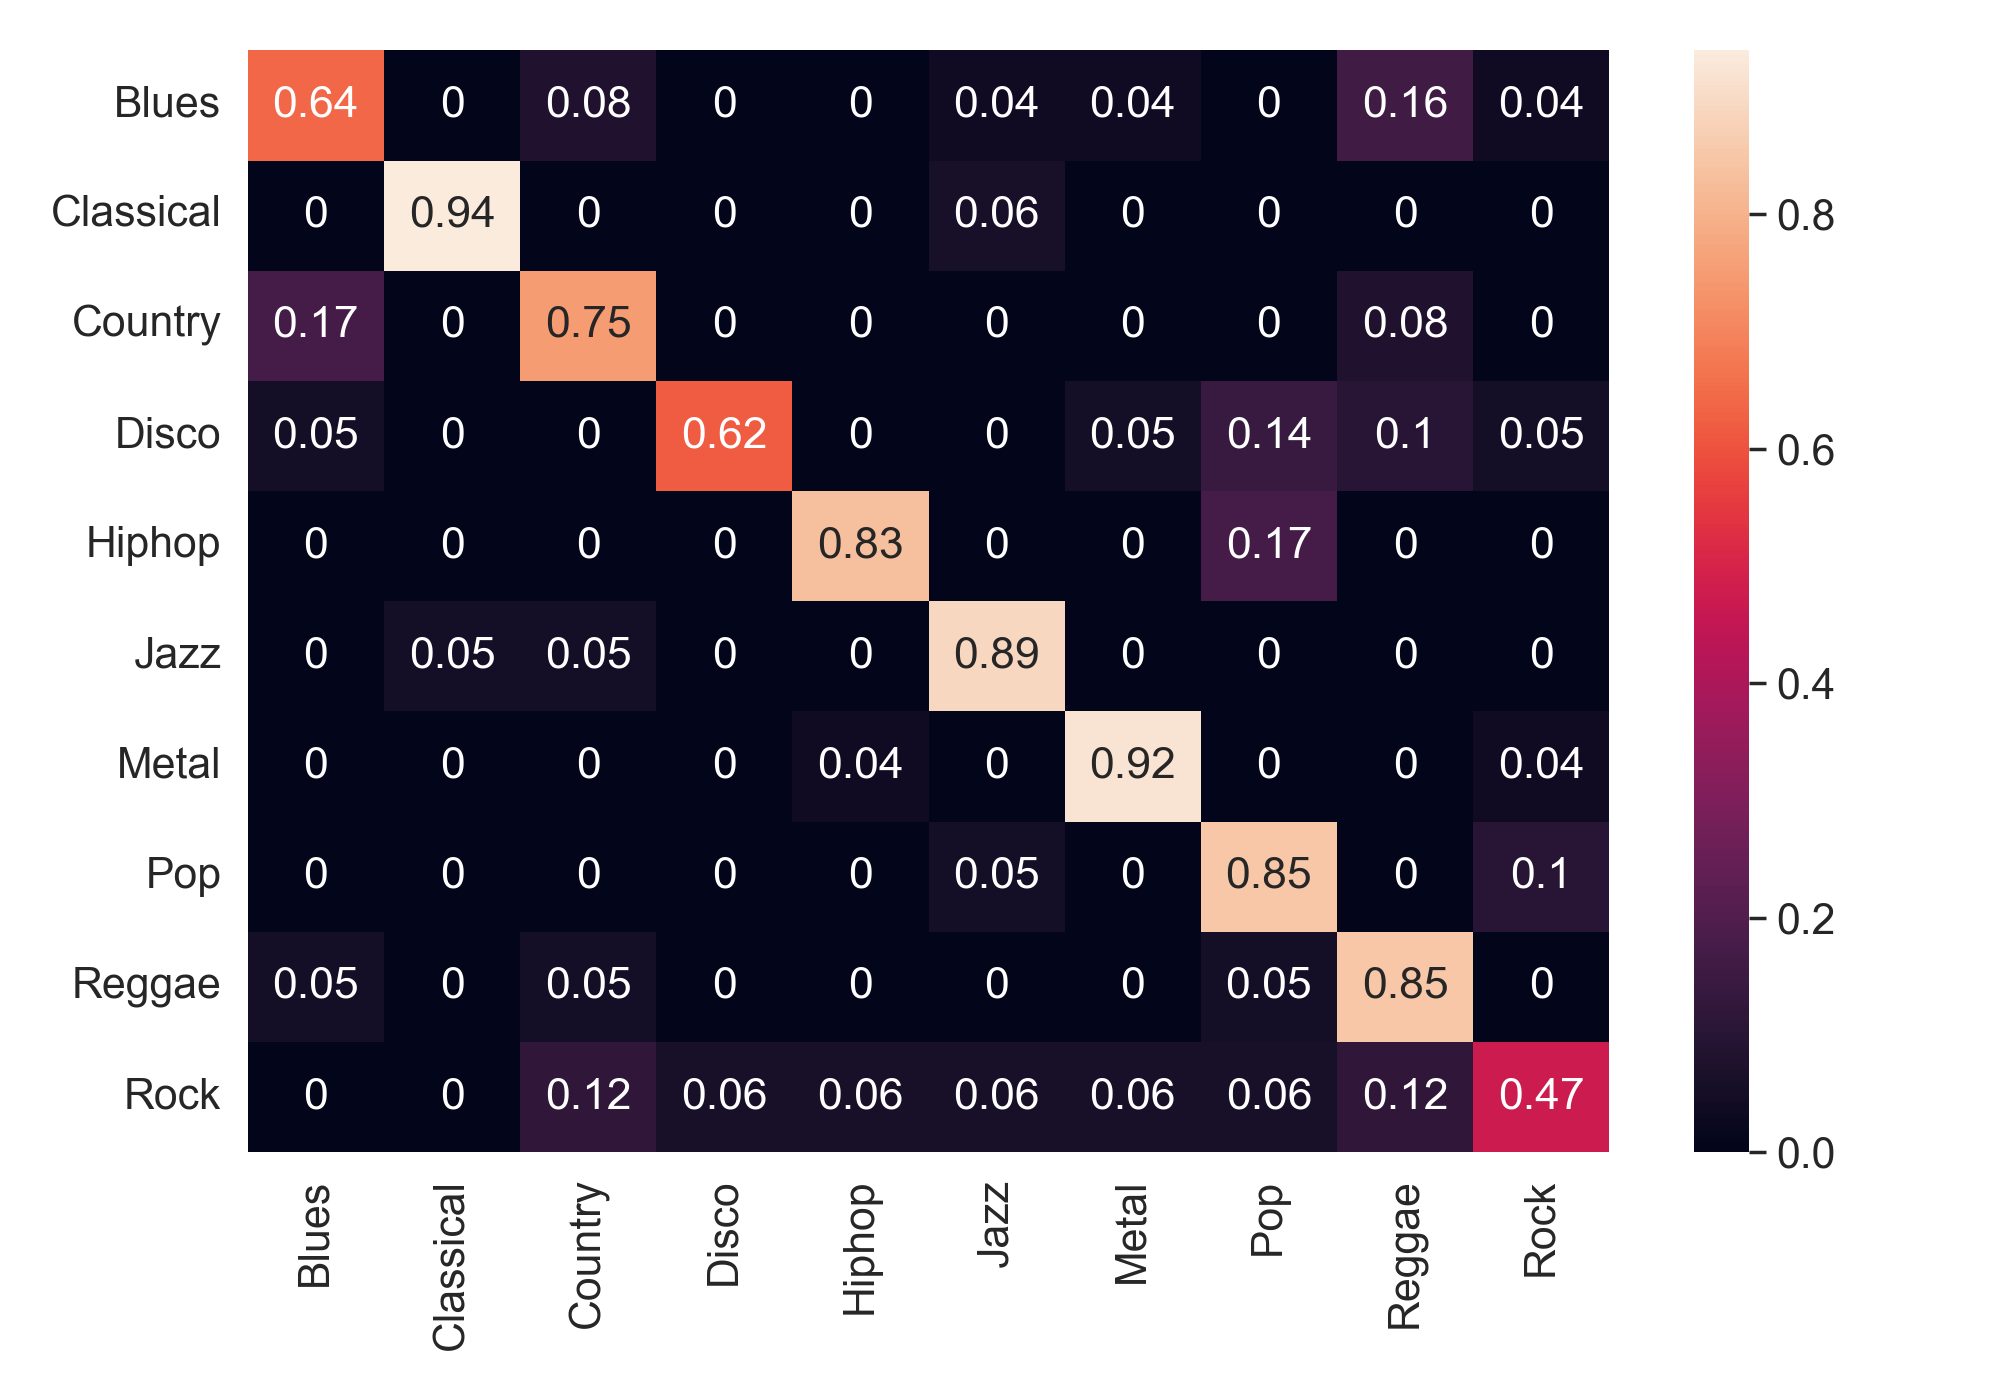 Blues 0.64 0 0.08 0 0 0.04 0.04 0 0.16 0.04
Classical 0 0.94 0 0 0 0.06 0 0 0 0
Country 0.17 0 0.75 0 0 0 0 0 0.08 0
Disco 0.05 0 0 0.62 0 0 0.05 0.14 0.1 0.05
Hiphop 0 0 0 0 0.83 0 0 0.17 0 0
Jazz 0 0.05 0.05 0 0 0.89 0 0 0 0
Metal 0 0 0 0 0.04 0 0.92 0 0 0.04
Pop 0 0 0 0 0 0.05 0 0.85 0 0.1
Reggae 0.05 0 0.05 0 0 0 0 0.05 0.85 0
Rock 0 0 0.12 0.06 0.06 0.06 0.06 0.06 0.12 0.47
Blues Classical Country Disco Hiphop Jazz Metal Pop Reggae Rock
0.8
0.6
0.4
0.2
0.0